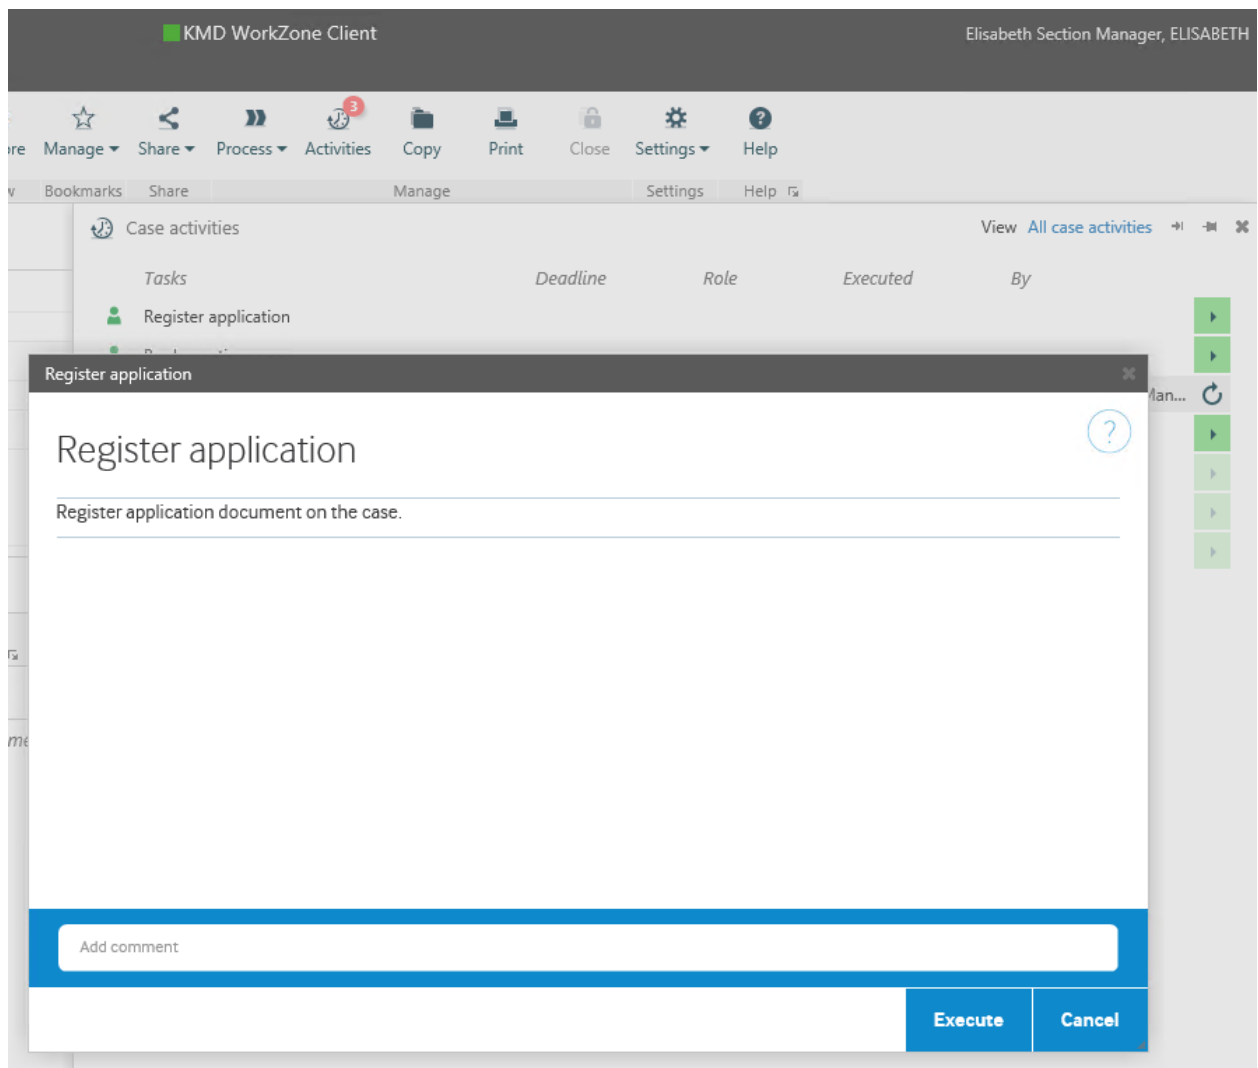 KMD WorkZone Client
Elisabeth Section Manager, ELISABETH
3
Manage Share Process Activities Copy Print Close Settings Help
Bookmarks Share Manage Settings Help
Case activities
View All case activities
Tasks Deadline Role Executed By
Register application
Register application
Man...
Register application
?
Register application document on the case.
Add comment
Execute Cancel